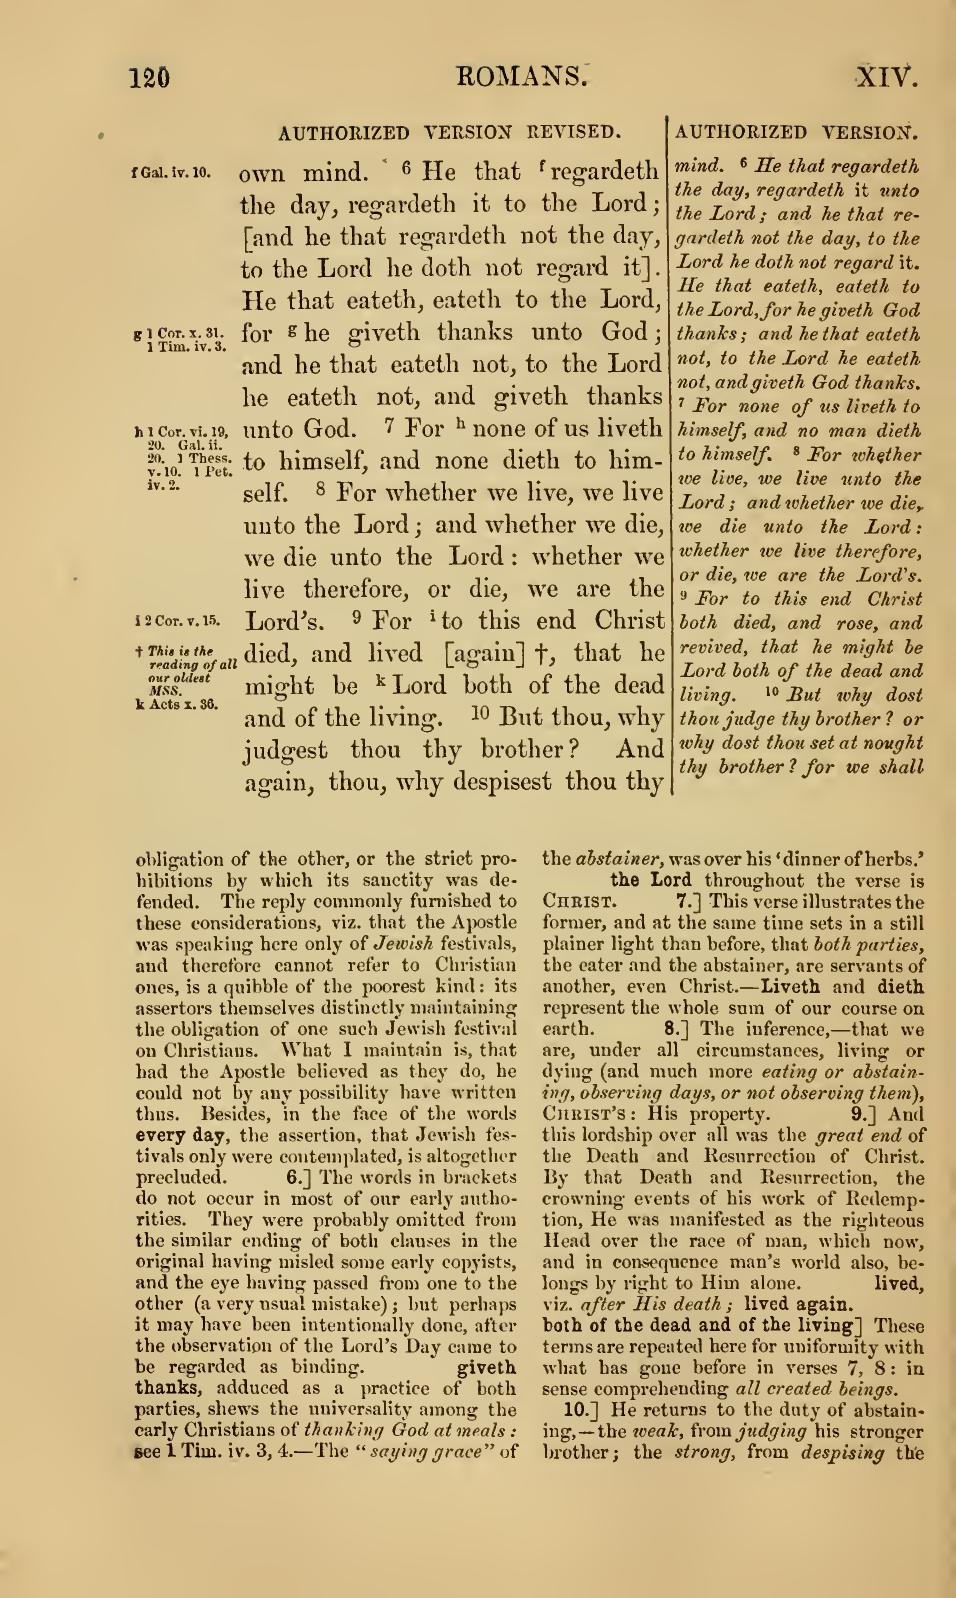 120
ROMANS.
XIV.
AUTHORIZED VERSION REVISED.
f Gal. iv. 10.
own mind. 6 He that f regardeth
the day, regardeth it to the Lord;
[and he that regardeth not the day,
to the Lord he doth not regard it].
He that eateth, eateth to the Lord,
g 1 Cor. x. 31.
1 Tim. iv. 3.
for g he giveth thanks unto God;
and he that eateth not, to the Lord
he eateth not, and giveth thanks
h 1 Cor. vi. 19,
20. Gal. ii.
20. 1 Thess.
v. 10. 1 Pet.
iv. 2.
unto God. 7 For h none of us liveth
to himself, and none dieth to him-
self. 8 For whether we live, we live
unto the Lord; and whether we die,
we die unto the Lord: whether we
live therefore, or die, we are the
i 2 Cor. v. 15.
Lord's. 9 For i to this end Christ
† This is the
reading of all
our oldest
MSS.
k Acts x. 36.
died, and lived [again] †, that he
might be k Lord both of the dead
and of the living. 10 But thou, why
judgest thou thy brother? And
again, thou, why despisest thou thy
AUTHORIZED VERSION.
mind. 6 He that regardeth
the day, regardeth it unto
the Lord; and he that re-
gardeth not the day, to the
Lord he doth not regard it.
He that eateth, eateth to
the Lord, for he giveth God
thanks; and he that eateth
not, to the Lord he eateth
not, and giveth God thanks.
7 For none of us liveth to
himself, and no man dieth
to himself. 8 For whether
we live, we live unto the
Lord; and whether we die,
we die unto the Lord:
whether we live therefore,
or die, we are the Lord's.
9 For to this end Christ
both died, and rose, and
revived, that he might be
Lord both of the dead and
living. 10 But why dost
thou judge thy brother? or
why dost thou set at nought
thy brother? for we shall
obligation of the other, or the strict pro-
hibitions by which its sanctity was de-
fended. The reply commonly furnished to
these considerations, viz. that the Apostle
was speaking here only of Jewish festivals,
and therefore cannot refer to Christian
ones, is a quibble of the poorest kind: its
assertors themselves distinctly maintaining
the obligation of one such Jewish festival
on Christians. What I maintain is, that
had the Apostle believed as they do, he
could not by any possibility have written
thus. Besides, in the face of the words
every day, the assertion, that Jewish fes-
tivals only were contemplated, is altogether
precluded. 6.] The words in brackets
do not occur in most of our early autho-
rities. They were probably omitted from
the similar ending of both clauses in the
original having misled some early copyists,
and the eye having passed from one to the
other (a very usual mistake); but perhaps
it may have been intentionally done, after
the observation of the Lord's Day came to
be regarded as binding. giveth
thanks, adduced as a practice of both
parties, shews the universality among the
early Christians of thanking God at meals:
see 1 Tim. iv. 3, 4.—The "saying grace" of
the abstainer, was over his 'dinner of herbs.'
the Lord throughout the verse is
CHRIST. 7.] This verse illustrates the
former, and at the same time sets in a still
plainer light than before, that both parties,
the eater and the abstainer, are servants of
another, even Christ.—Liveth and dieth
represent the whole sum of our course on
earth. 8.] The inference,—that we
are, under all circumstances, living or
dying (and much more eating or abstain-
ing, observing days, or not observing them),
CHRIST'S: His property. 9.] And
this lordship over all was the great end of
the Death and Resurrection of Christ.
By that Death and Resurrection, the
crowning events of his work of Redemp-
tion, He was manifested as the righteous
Head over the race of man, which now,
and in consequence man's world also, be-
longs by right to Him alone. lived,
viz. after His death; lived again.
both of the dead and of the living] These
terms are repeated here for uniformity with
what has gone before in verses 7, 8: in
sense comprehending all created beings.
10.] He returns to the duty of abstain-
ing,—the weak, from judging his stronger
brother; the strong, from despising the